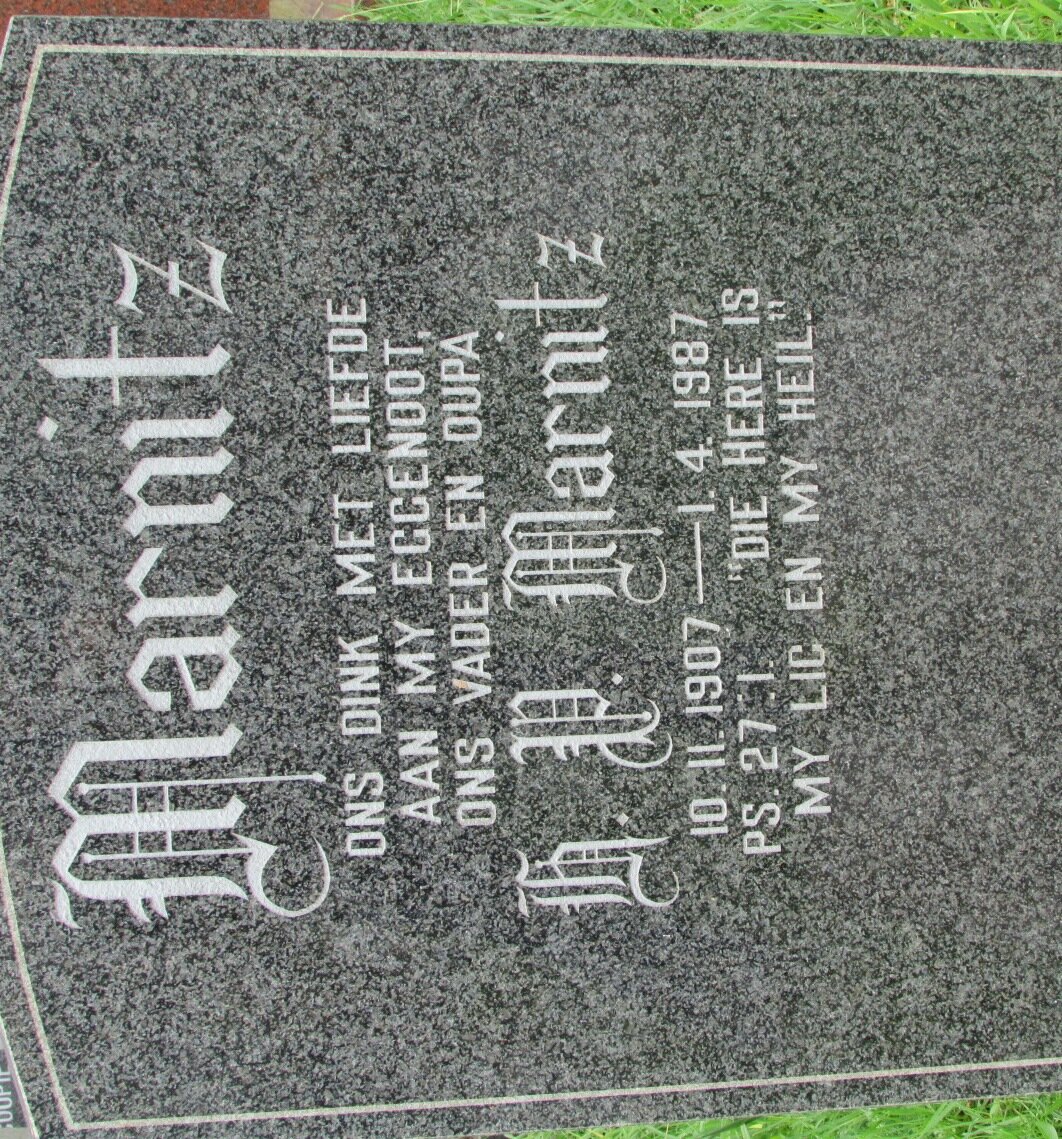 Marnitz
ONS DINK MET LIEFDE
AAN MY EGGENOOT,
ONS VADER EN OUPA
H. P. Marnitz
10.11.1907 — 1.4.1987
PS. 27:1. "DIE HERE IS
MY LIG EN MY HEIL."